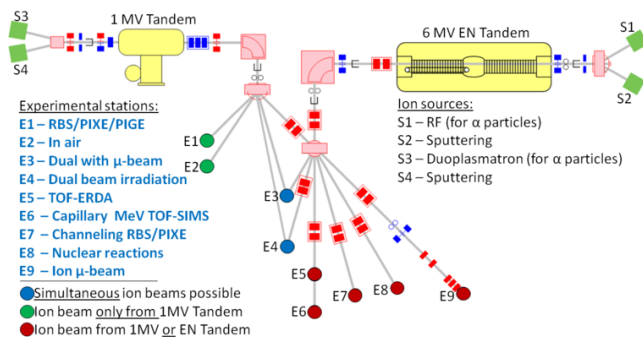 S3
1 MV Tandem
6 MV EN Tandem
S1
S4
S2
Experimental stations:
E1 – RBS/PIXE/PIGE
E2 – In air
E3 – Dual with μ-beam
E4 – Dual beam irradiation
E5 – TOF-ERDA
E6 – Capillary MeV TOF-SIMS
E7 – Channeling RBS/PIXE
E8 – Nuclear reactions
E9 – Ion μ-beam
Simultaneous ion beams possible
Ion beam only from 1MV Tandem
Ion beam from 1MV or EN Tandem
Ion sources:
S1 – RF (for α particles)
S2 – Sputtering
S3 – Duoplasmatron (for α particles)
S4 – Sputtering
E1
E2
E3
E4
E5
E6
E7
E8
E9